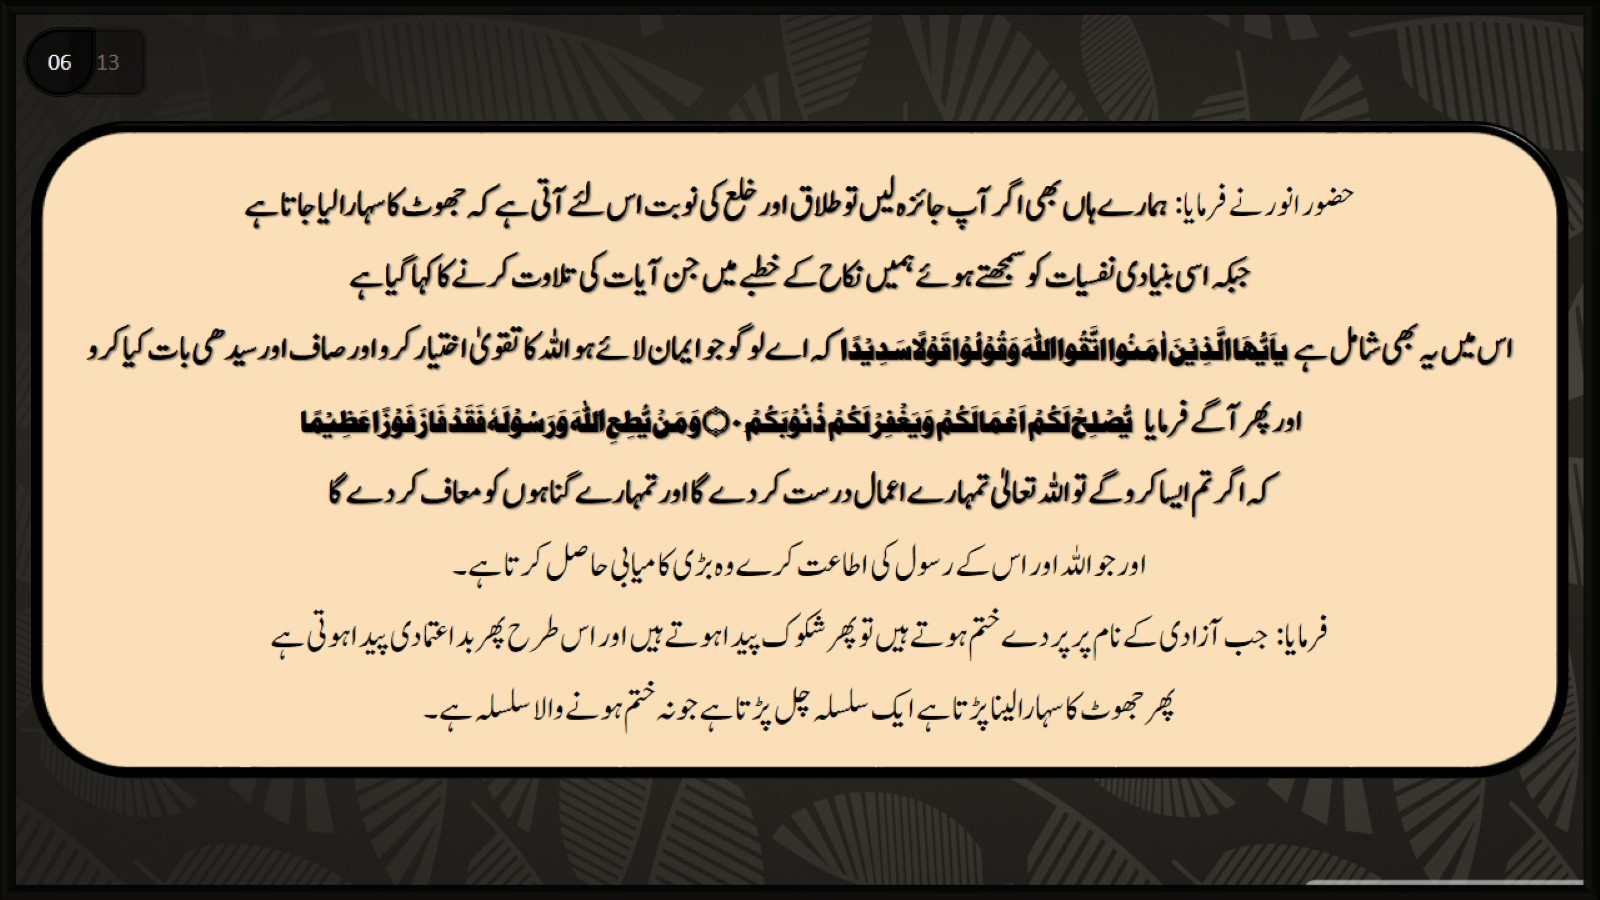 06 13
حضور انور نے فرمایا: ہمارے ہاں بھی اگر آپ جائزہ لیں تو طلاق اور خلع کی نوبت اس لئے آتی ہے کہ جھوٹ کا سہارا لیا جاتا ہے
جبکہ اسی بنیادی نفسیات کو سمجھتے ہوئے ہمیں نکاح کے خطبے میں جن آیات کی تلاوت کرنے کا کہا گیا ہے
اس میں یہ بھی شامل ہے یٰۤاَیُّهَا الَّذِیْنَ اٰمَنُوا اتَّقُوا اللّٰهَ وَقُوْلُوْا قَوْلًا سَدِیْدًا کہ اے لوگو جو ایمان لائے ہو اللہ کا تقویٰ اختیار کرو اور صاف اور سیدھی بات کیا کرو
اور پھر آگے فرمایا یُّصْلِحْ لَكُمْ اَعْمَالَكُمْ وَیَغْفِرْ لَكُمْ ذُنُوْبَكُمْ ۰۝ وَمَنْ یُّطِعِ اللّٰهَ وَرَسُوْلَهٗ فَقَدْ فَازَ فَوْزًا عَظِیْمًا
کہ اگر تم ایسا کرو گے تو اللہ تعالیٰ تمہارے اعمال درست کر دے گا اور تمہارے گناہوں کو معاف کر دے گا
اور جو اللہ اور اس کے رسول کی اطاعت کرے وہ بڑی کامیابی حاصل کرتا ہے۔
فرمایا: جب آزادی کے نام پر پردے ختم ہوتے ہیں تو پھر شکوک پیدا ہوتے ہیں اور اس طرح پھر بد اعتمادی پیدا ہوتی ہے
پھر جھوٹ کا سہارا لینا پڑتا ہے ایک سلسلہ چل پڑتا ہے جو نہ ختم ہونے والا سلسلہ ہے۔